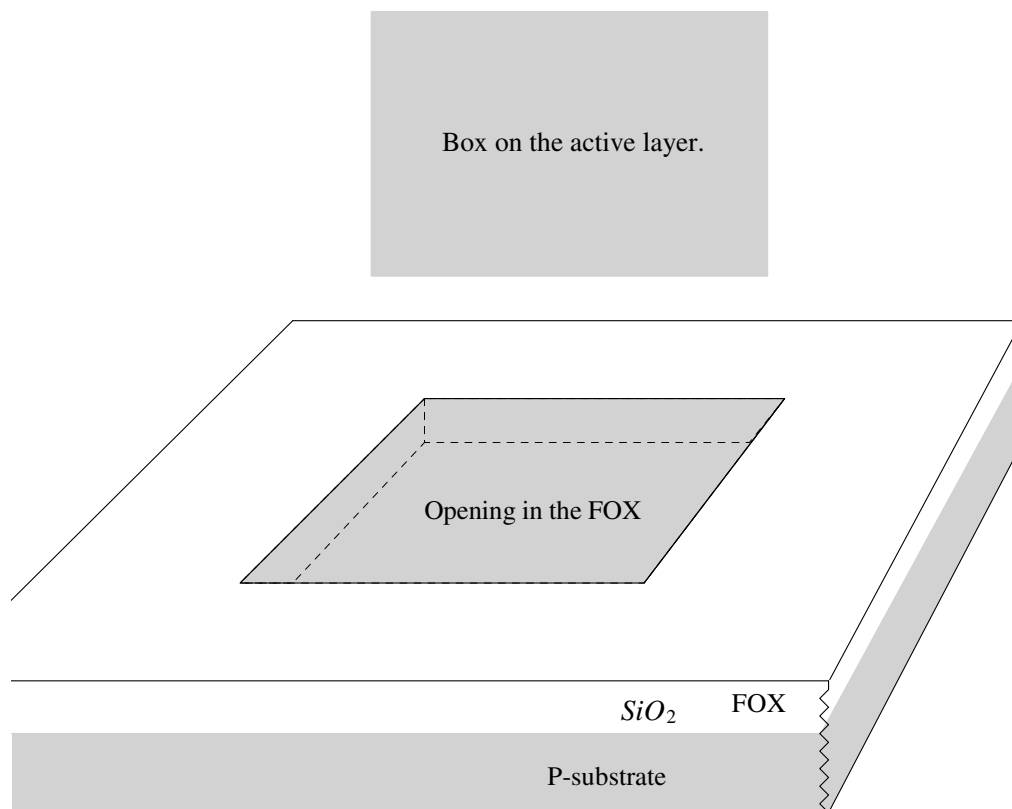 Box on the active layer.
Opening in the FOX
SiO₂ FOX
P-substrate